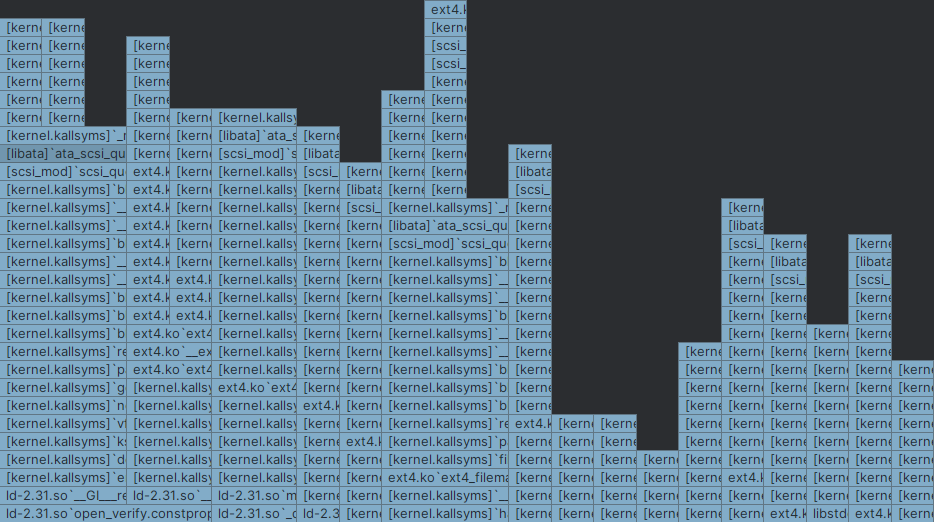 ext4.k
[kerne [kerne [kerne
[kerne [kerne [kerne [scsi_
[kerne [kerne [kerne [scsi_
[kerne [kerne [kerne [kerne
[kerne [kerne [kerne [kerne [kerne
[kerne [kerne [kerne [kerne [kernel.kallsy [kerne [kerne
[kernel.kallsyms]`_r [kerne [kerne [libata]`ata_s [kerne [kerne [kerne
[libata]`ata_scsi_qu [kerne [kerne [scsi_mod]`s [libata [kerne [kerne [kerne
[scsi_mod]`scsi_qu ext4.k [kerne [kernel.kallsy [scsi_ [kerne [kerne [kerne [libata
[kernel.kallsyms]`b ext4.k [kerne [kernel.kallsy [kerne [libata [kerne [kerne [scsi_
[kernel.kallsyms]`__ ext4.k [kerne [kernel.kallsy [kerne [scsi_ [kernel.kallsyms]`_r [kerne [kerne
[kernel.kallsyms]`__ ext4.k [kerne [kernel.kallsy [kerne [kerne [libata]`ata_scsi_qu [kerne [libata
[kernel.kallsyms]`b ext4.k [kerne [kernel.kallsy [kerne [kerne [scsi_mod]`scsi_qu [kerne [scsi_ [kerne [kerne
[kernel.kallsyms]`__ ext4.k [kerne [kernel.kallsy [kerne [kerne [kernel.kallsyms]`b [kerne [kerne [libata [libata
[kernel.kallsyms]`__ ext4.k ext4.k [kernel.kallsy [kerne [kerne [kernel.kallsyms]`__ [kerne [kerne [scsi_ [scsi_
[kernel.kallsyms]`b ext4.k ext4.k [kernel.kallsy [kerne [kerne [kernel.kallsyms]`__ [kerne [kerne [kerne [kerne
[kernel.kallsyms]`b ext4.k ext4.k [kernel.kallsy [kerne [kerne [kernel.kallsyms]`b [kerne [kerne [kerne [kerne
[kernel.kallsyms]`b ext4.ko`ext4 [kernel.kallsy [kerne [kerne [kernel.kallsyms]`__ [kerne [kerne [kerne [kerne [kerne
[kernel.kallsyms]`re ext4.ko`__ex [kernel.kallsy [kerne [kerne [kernel.kallsyms]`b [kerne [kerne [kerne [kerne [kerne [kerne
[kernel.kallsyms]`p ext4.ko`ext4 [kernel.kallsy [kerne [kerne [kernel.kallsyms]`b [kerne [kerne [kerne [kerne [kerne [kerne [kerne
[kernel.kallsyms]`g [kernel.kallsy ext4.ko`ext4 [kerne [kerne [kernel.kallsyms]`b [kerne [kerne [kerne [kerne [kerne [kerne [kerne
[kernel.kallsyms]`n [kernel.kallsy [kernel.kallsy ext4.k [kerne [kernel.kallsyms]`b [kerne [kerne [kerne [kerne [kerne [kerne [kerne
[kernel.kallsyms]`vf [kernel.kallsy [kernel.kallsy [kerne [kerne [kernel.kallsyms]`re ext4.k [kerne [kerne [kerne [kerne [kerne [kerne [kerne [kerne
[kernel.kallsyms]`ks [kernel.kallsy [kernel.kallsy [kerne ext4.k [kernel.kallsyms]`p [kerne [kerne [kerne [kerne [kerne [kerne [kerne [kerne [kerne
[kernel.kallsyms]`d [kernel.kallsy [kernel.kallsy [kerne [kerne [kernel.kallsyms]`fi [kerne [kerne [kerne [kerne [kerne [kerne [kerne [kerne [kerne [kerne
[kernel.kallsyms]`e [kernel.kallsy [kernel.kallsy [kerne [kerne ext4.ko`ext4_filema [kerne [kerne [kerne [kerne [kerne ext4.k [kerne [kerne [kerne [kerne
ld-2.31.so`__GI___re ld-2.31.so`__ ld-2.31.so`m [kerne [kerne [kernel.kallsyms]`__ [kerne [kerne [kerne [kerne [kerne [kerne [kerne [kerne [kerne [kerne
ld-2.31.so`open_verify.constprop ld-2.31.so`_c ld-2.3 [kerne [kernel.kallsyms]`h [kerne [kerne [kerne [kerne [kerne [kerne ext4.k libstd ext4.k [kerne